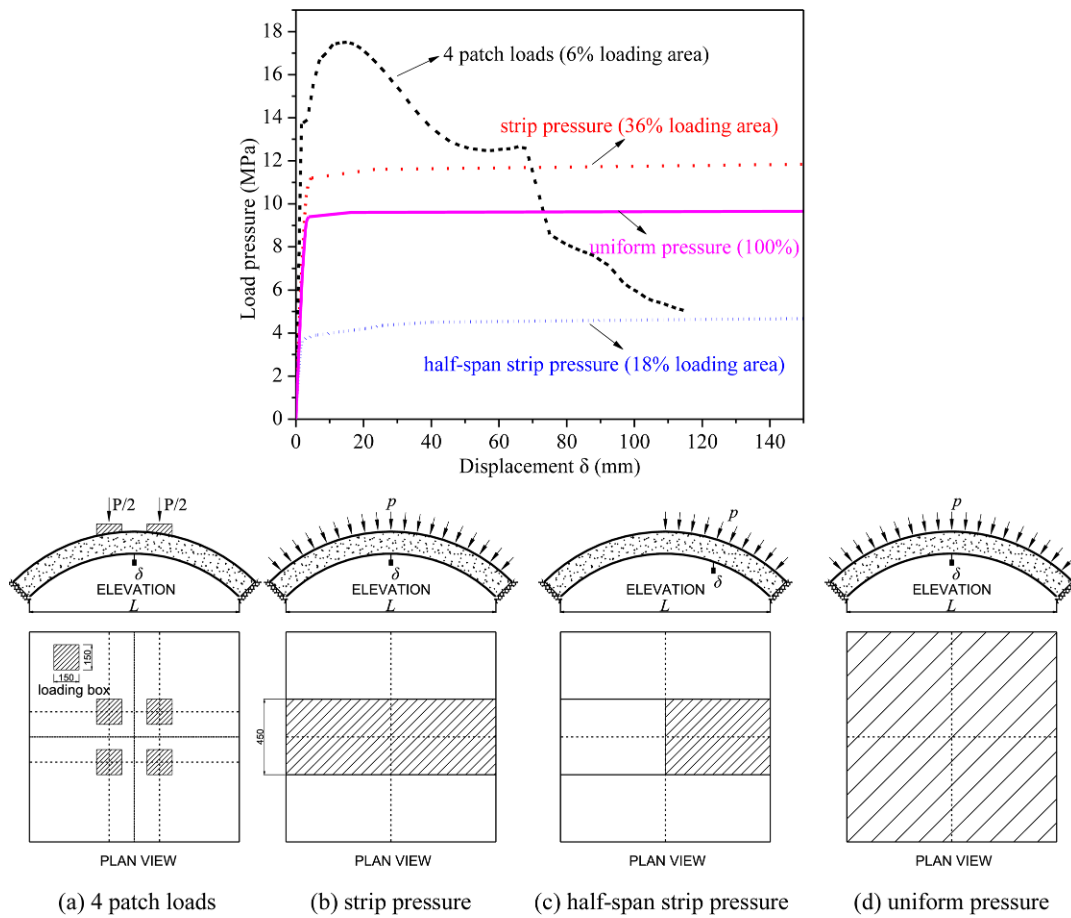 18
16
14
12
10
8
6
4
2
0
Load pressure (MPa)
4 patch loads (6% loading area)
strip pressure (36% loading area)
uniform pressure (100%)
half-span strip pressure (18% loading area)
0 20 40 60 80 100 120 140
Displacement δ (mm)
P/2 P/2
δ
ELEVATION
L
p
δ
ELEVATION
L
p
δ
ELEVATION
L
p
δ
ELEVATION
L
150
150
loading box
PLAN VIEW
450
PLAN VIEW
PLAN VIEW
PLAN VIEW
(a) 4 patch loads
(b) strip pressure
(c) half-span strip pressure
(d) uniform pressure